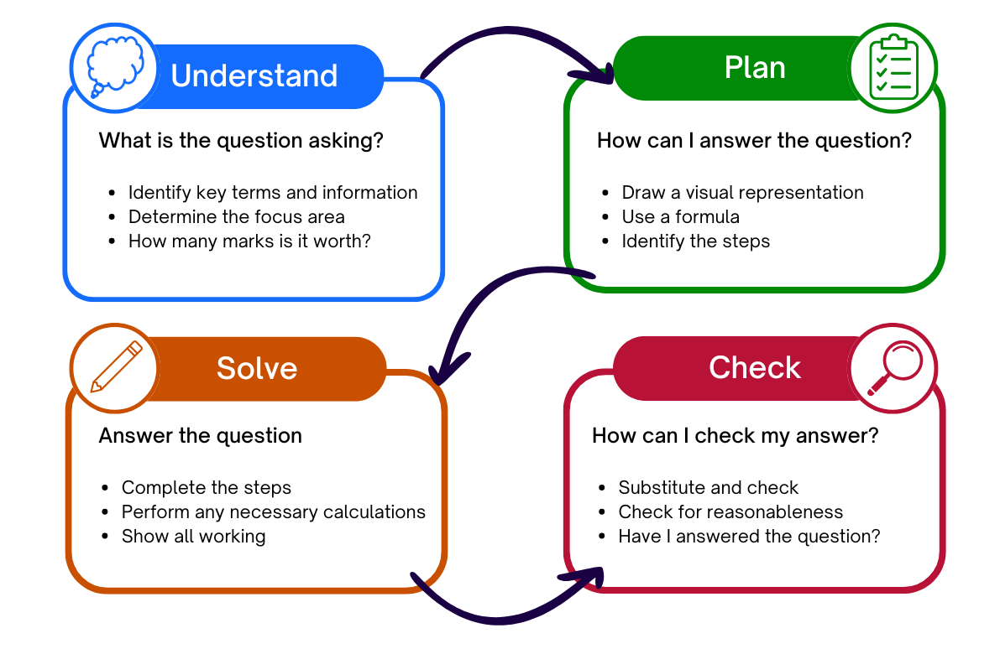 Understand
What is the question asking?
• Identify key terms and information
• Determine the focus area
• How many marks is it worth?
Plan
How can I answer the question?
• Draw a visual representation
• Use a formula
• Identify the steps
Solve
Answer the question
• Complete the steps
• Perform any necessary calculations
• Show all working
Check
How can I check my answer?
• Substitute and check
• Check for reasonableness
• Have I answered the question?